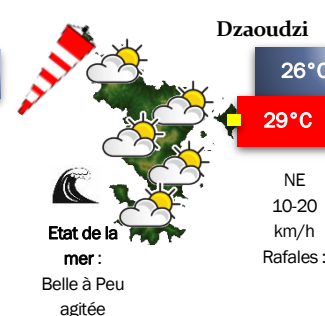 Dzaoudzi
26°C
29°C
NE
10-20
km/h
Rafales :
Etat de la
mer :
Belle à Peu
agitée